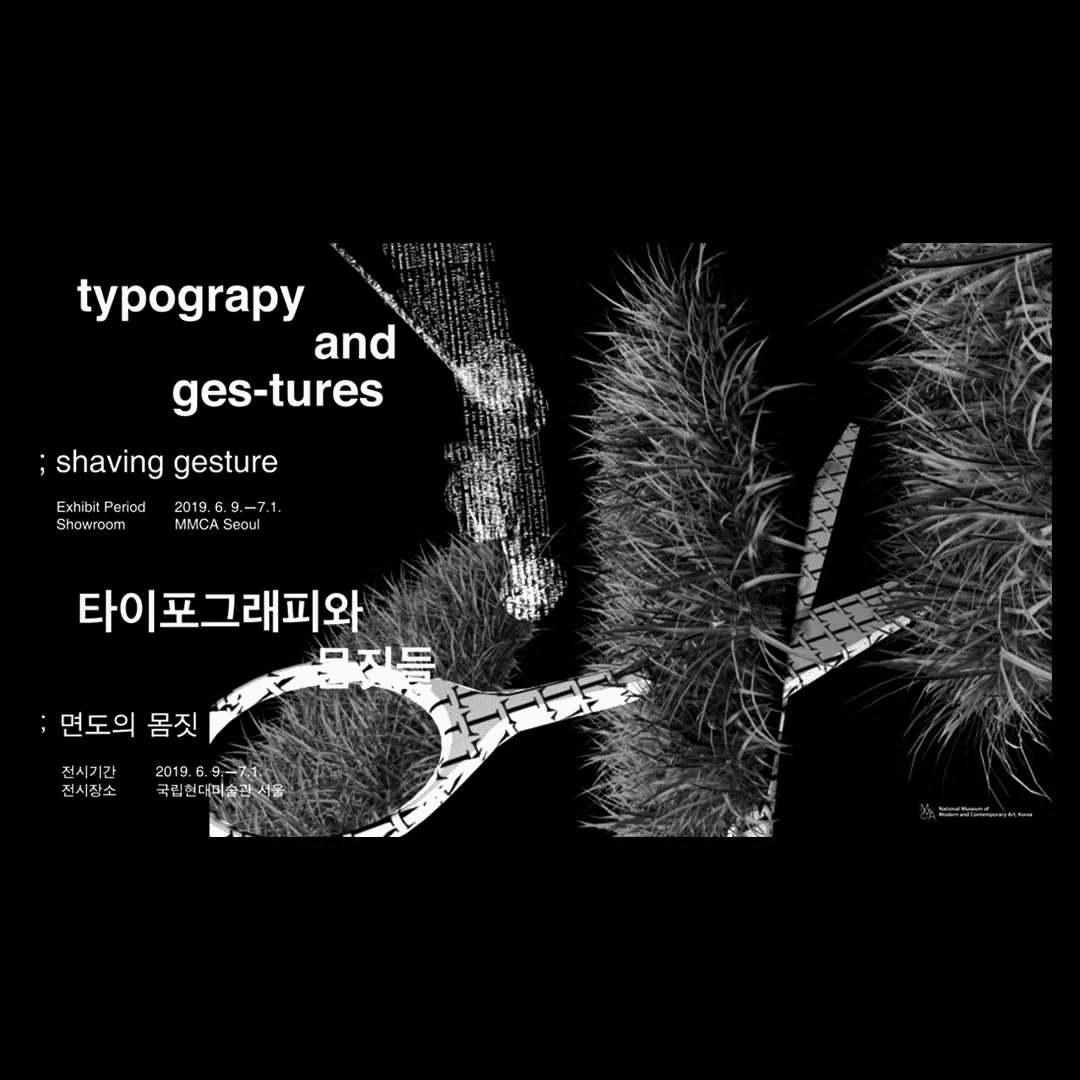 typograpy
and
ges-tures
; shaving gesture
Exhibit Period 2019. 6. 9.—7.1.
Showroom MMCA Seoul
타이포그래피와
몸짓들
; 면도의 몸짓
전시기간 2019. 6. 9.—7.1.
전시장소 국립현대미술관 서울
MMCA
National Museum of
Modern and Contemporary Art, Korea